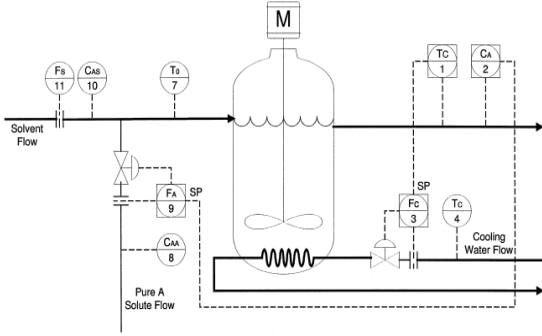 M
FS
11
CAS
10
T0
7
TC
1
CA
2
Solvent
Flow
FA
9
SP
SP
FC
3
TC
4
CAA
8
Cooling
Water Flow
Pure A
Solute Flow